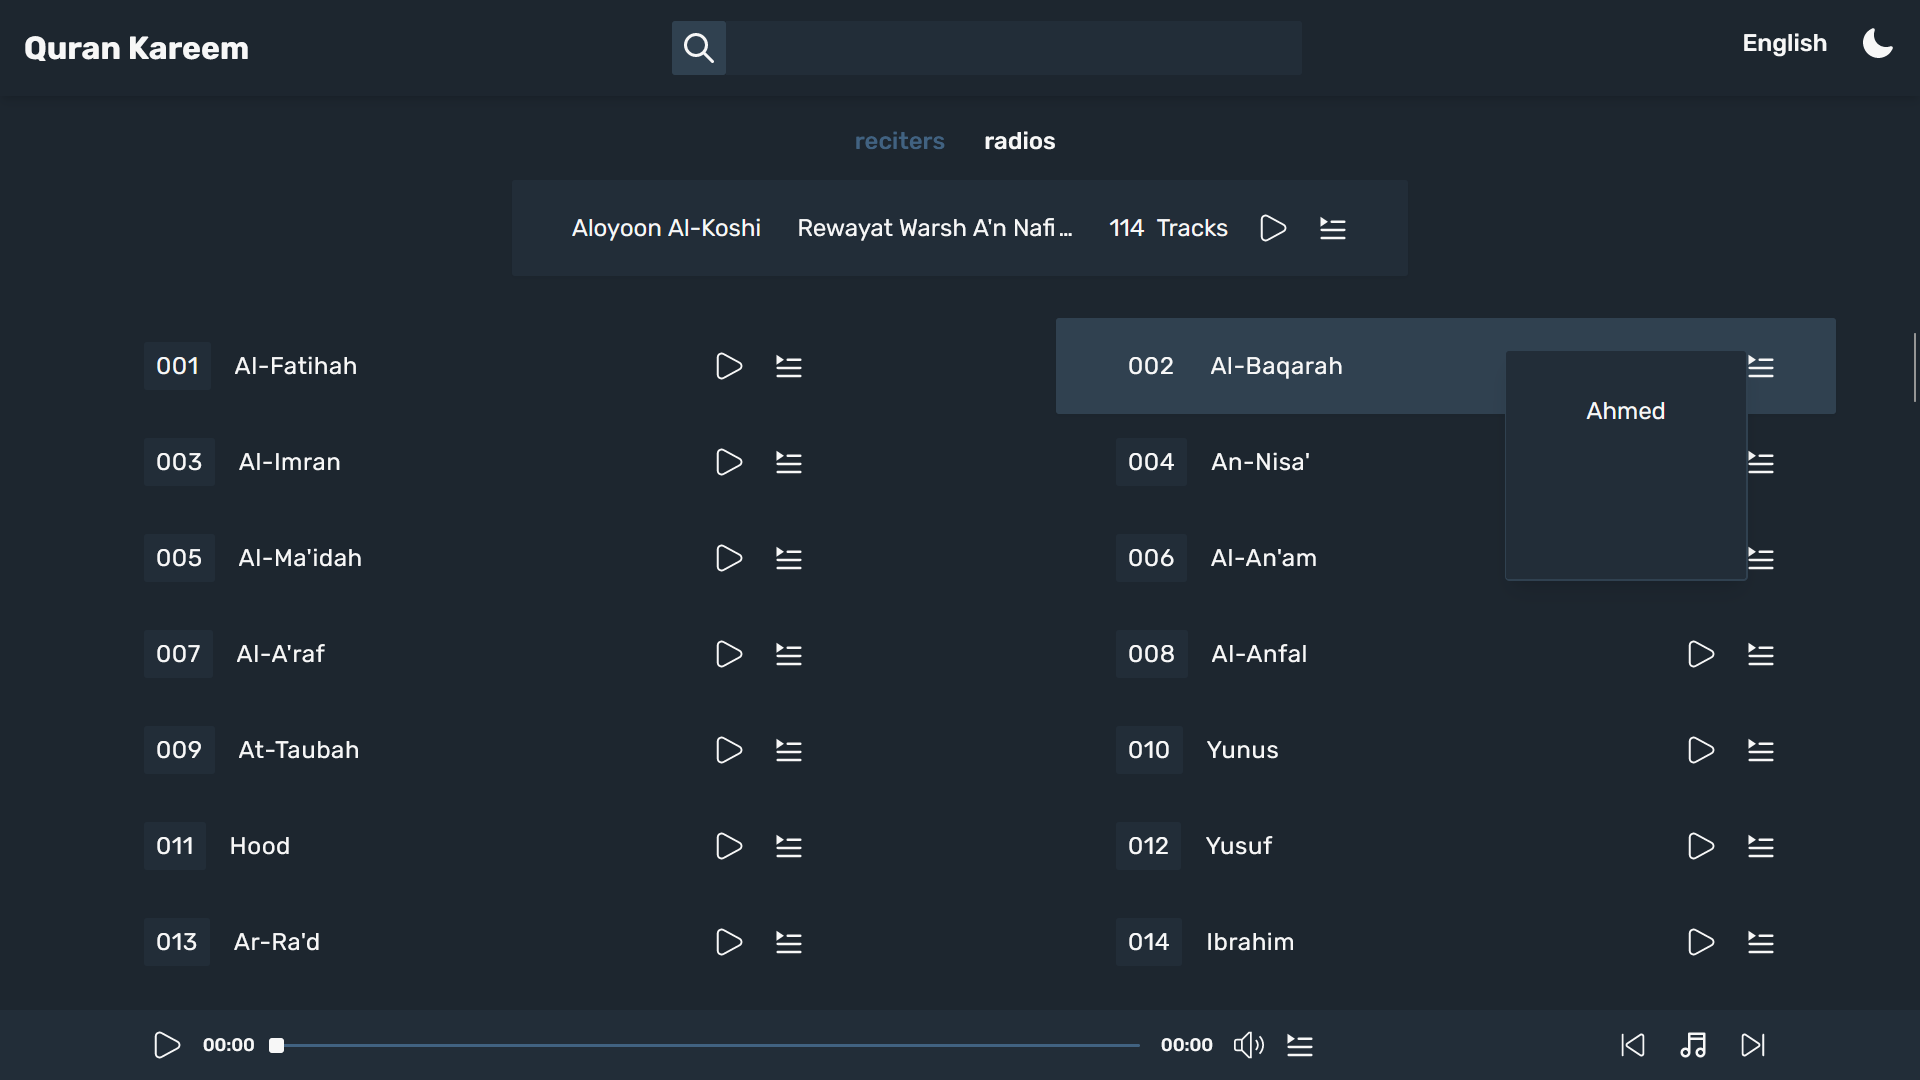 Quran Kareem
English
reciters radios
Aloyoon Al-Koshi Rewayat Warsh A'n Nafi... 114 Tracks
001 Al-Fatihah
002 Al-Baqarah
Ahmed
003 Al-Imran
004 An-Nisa'
005 Al-Ma'idah
006 Al-An'am
007 Al-A'raf
008 Al-Anfal
009 At-Taubah
010 Yunus
011 Hood
012 Yusuf
013 Ar-Ra'd
014 Ibrahim
00:00 00:00